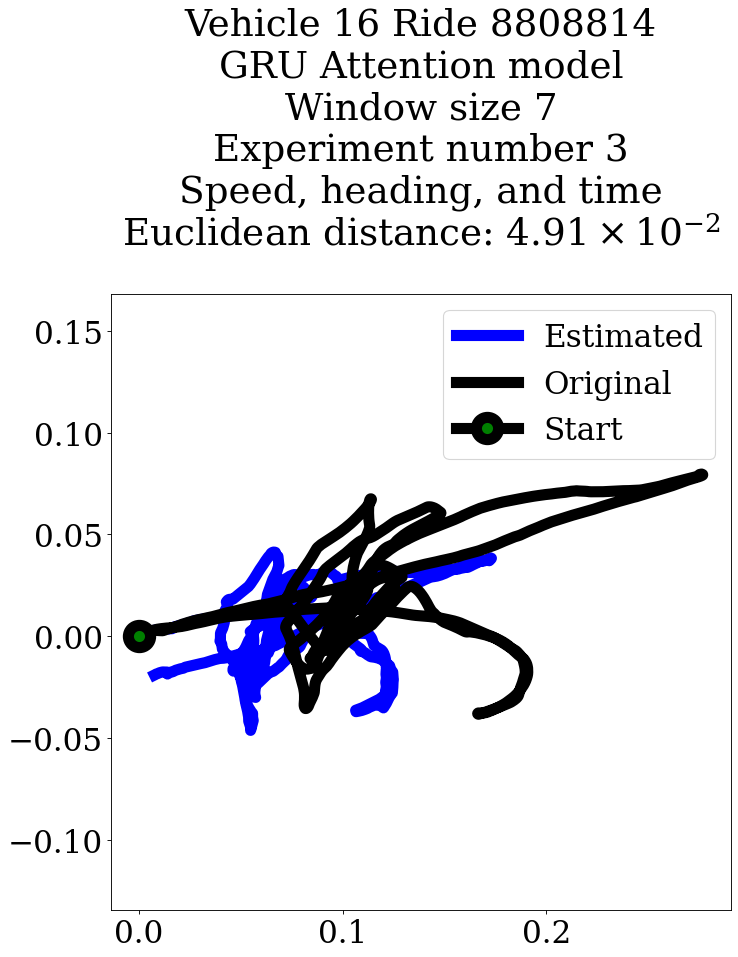 Vehicle 16 Ride 8808814
GRU Attention model
Window size 7
Experiment number 3
Speed, heading, and time
Euclidean distance: 4.91 × 10⁻²
Estimated
Original
Start
0.15
0.10
0.05
0.00
−0.05
−0.10
0.0 0.1 0.2